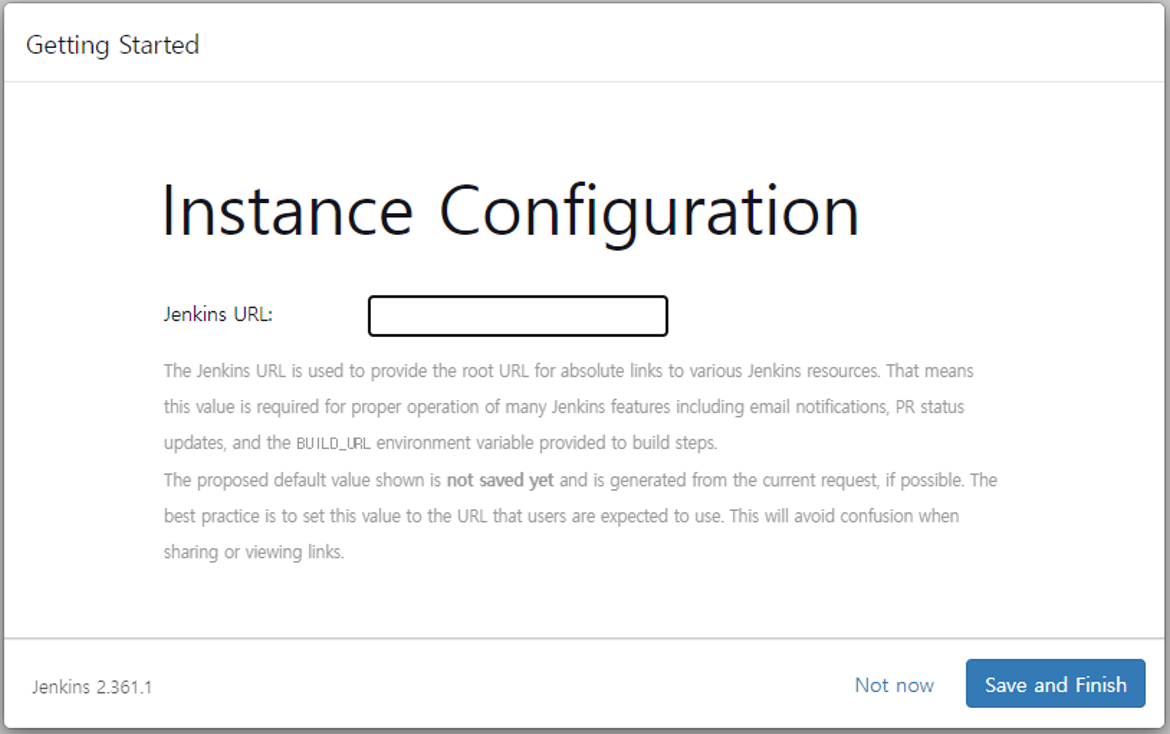 Getting Started
Instance Configuration
Jenkins URL:
The Jenkins URL is used to provide the root URL for absolute links to various Jenkins resources. That means
this value is required for proper operation of many Jenkins features including email notifications, PR status
updates, and the BUILD_URL environment variable provided to build steps.
The proposed default value shown is not saved yet and is generated from the current request, if possible. The
best practice is to set this value to the URL that users are expected to use. This will avoid confusion when
sharing or viewing links.
Jenkins 2.361.1
Not now
Save and Finish